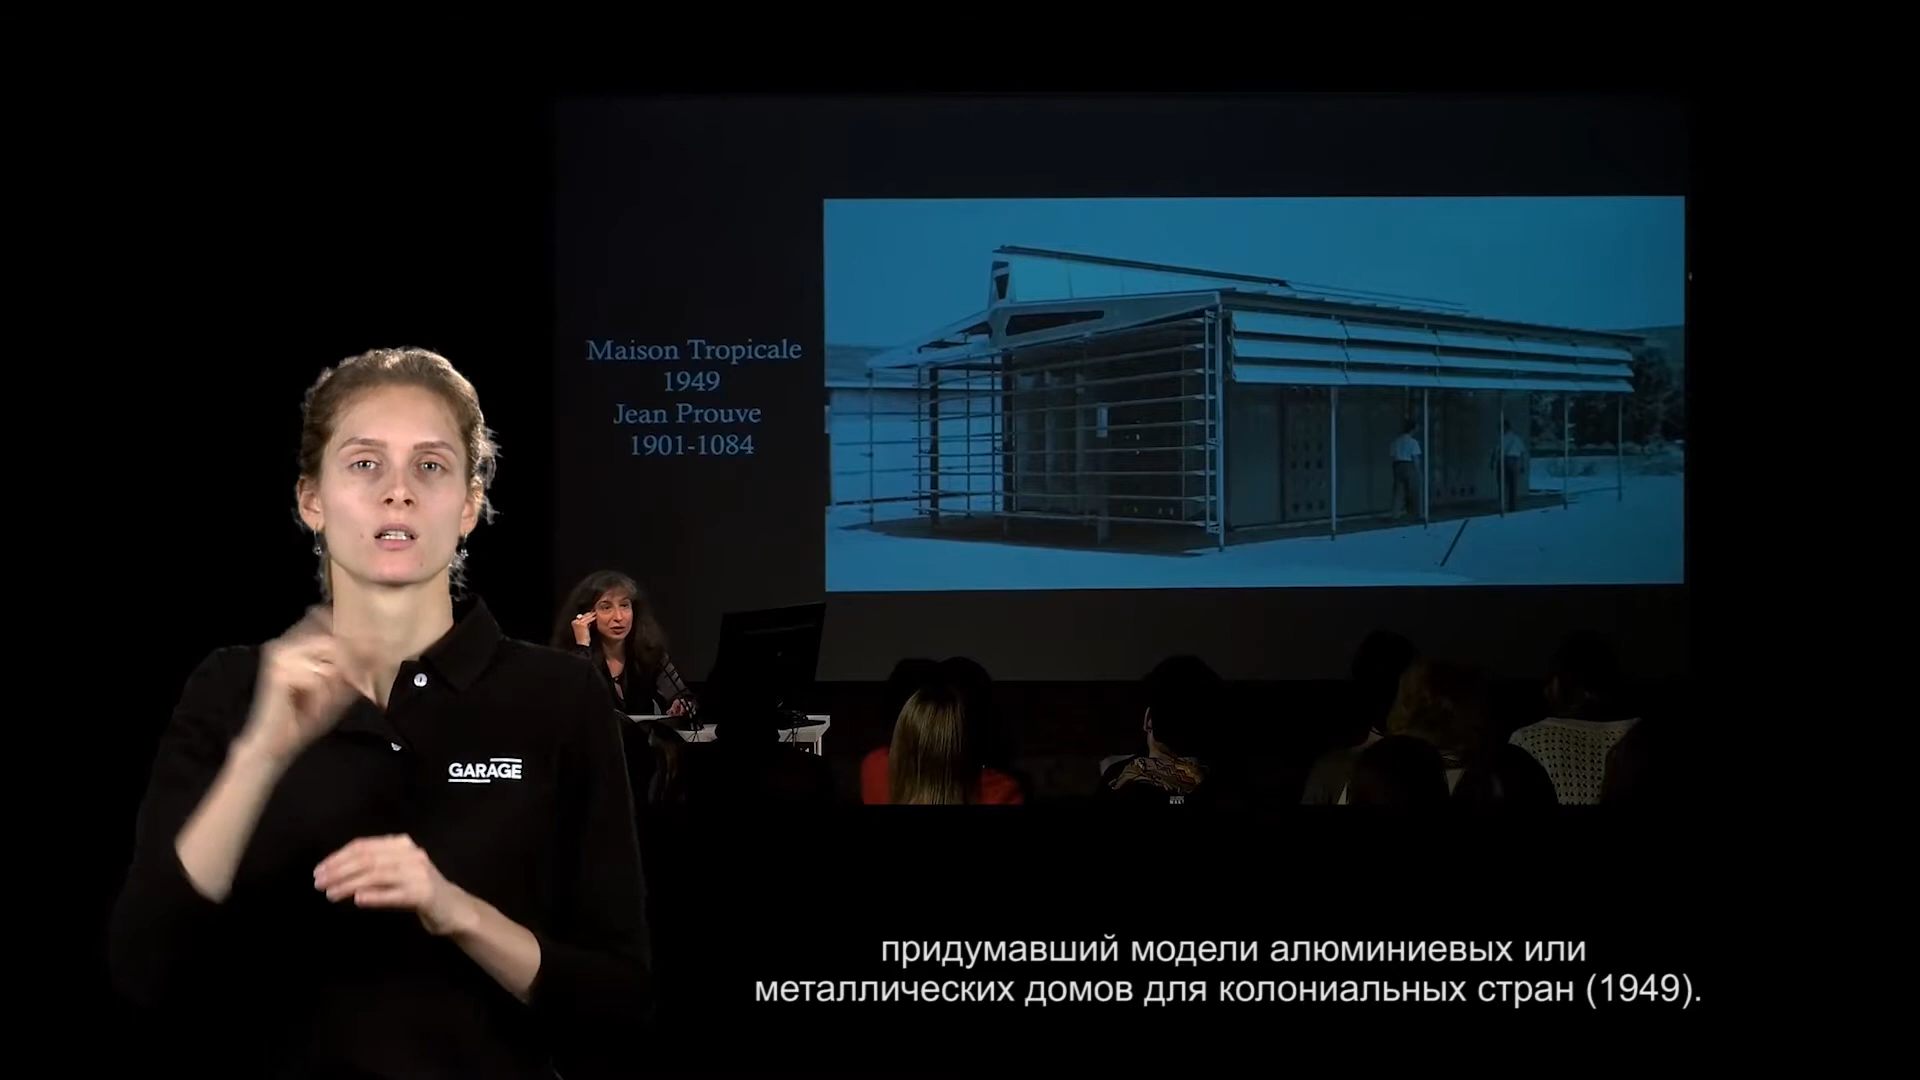 Maison Tropicale
1949
Jean Prouve
1901-1084
GARAGE
придумавший модели алюминиевых или
металлических домов для колониальных стран (1949).